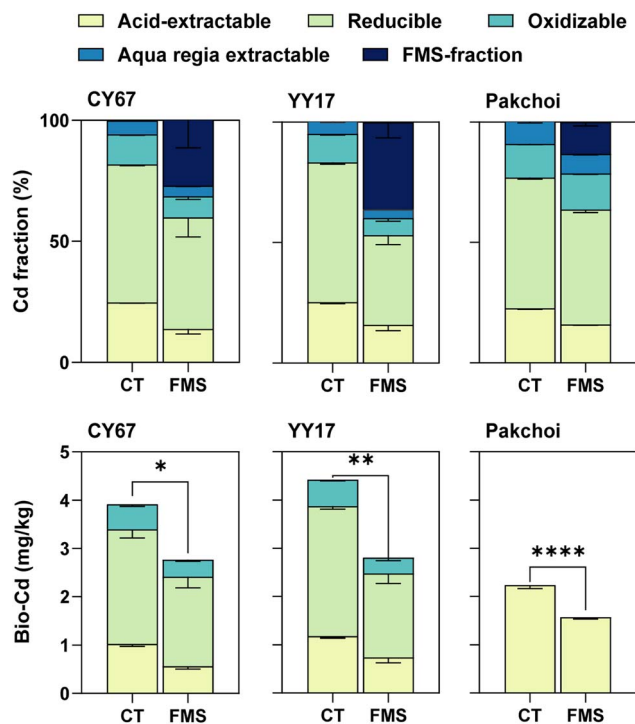 Acid-extractable Reducible Oxidizable
Aqua regia extractable FMS-fraction
CY67 YY17 Pakchoi
Cd fraction (%)
100
50
0
CT FMS CT FMS CT FMS
CY67 YY17 Pakchoi
Bio-Cd (mg/kg)
5
4
3
2
1
0
* ** ****
CT FMS CT FMS CT FMS